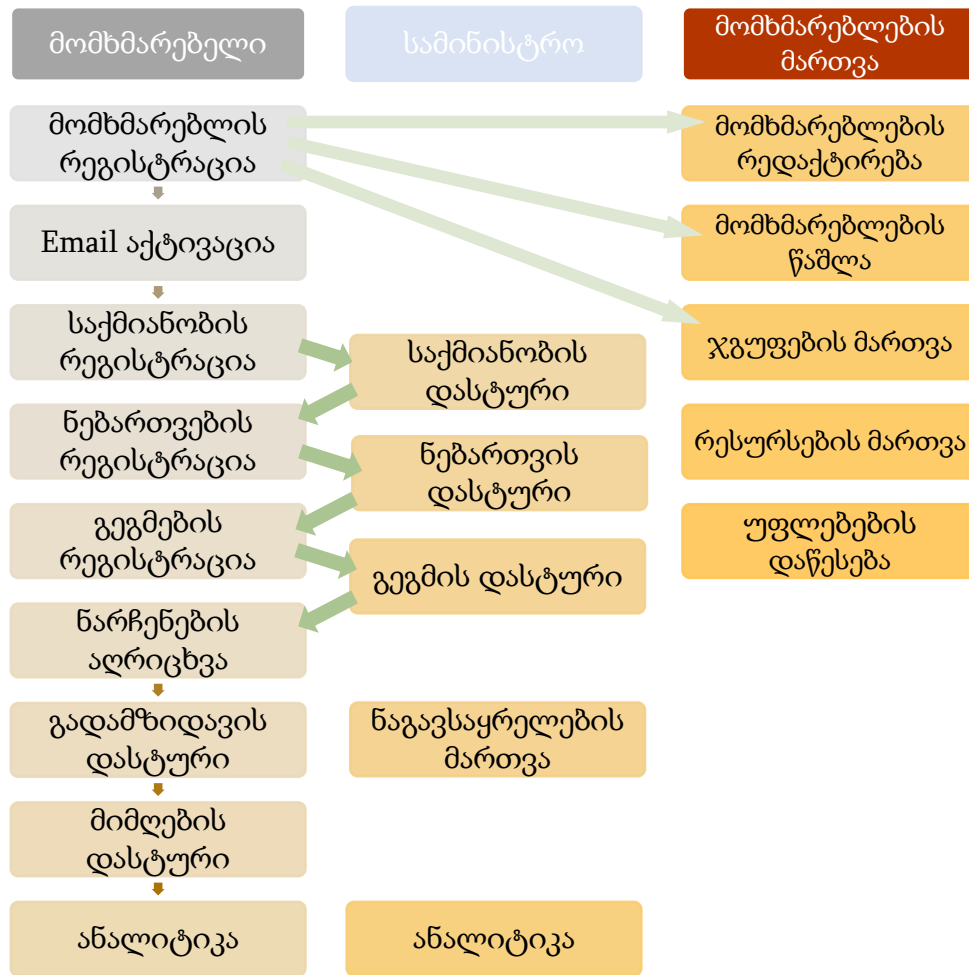 მომხმარებელი
სამინისტრო
მომხმარებლების
მართვა
მომხმარებლის
რეგისტრაცია
მომხმარებლების
რედაქტირება
Email აქტივაცია
მომხმარებლების
წაშლა
საქმიანობის
რეგისტრაცია
საქმიანობის
დასტური
ჯგუფების მართვა
ნებართვების
რეგისტრაცია
ნებართვის
დასტური
რესურსების მართვა
გეგმების
რეგისტრაცია
გეგმის დასტური
უფლებების
დაწესება
ნარჩენების
აღრიცხვა
გადამზიდავის
დასტური
ნაგავსაყრელების
მართვა
მიმღების
დასტური
ანალიტიკა
ანალიტიკა